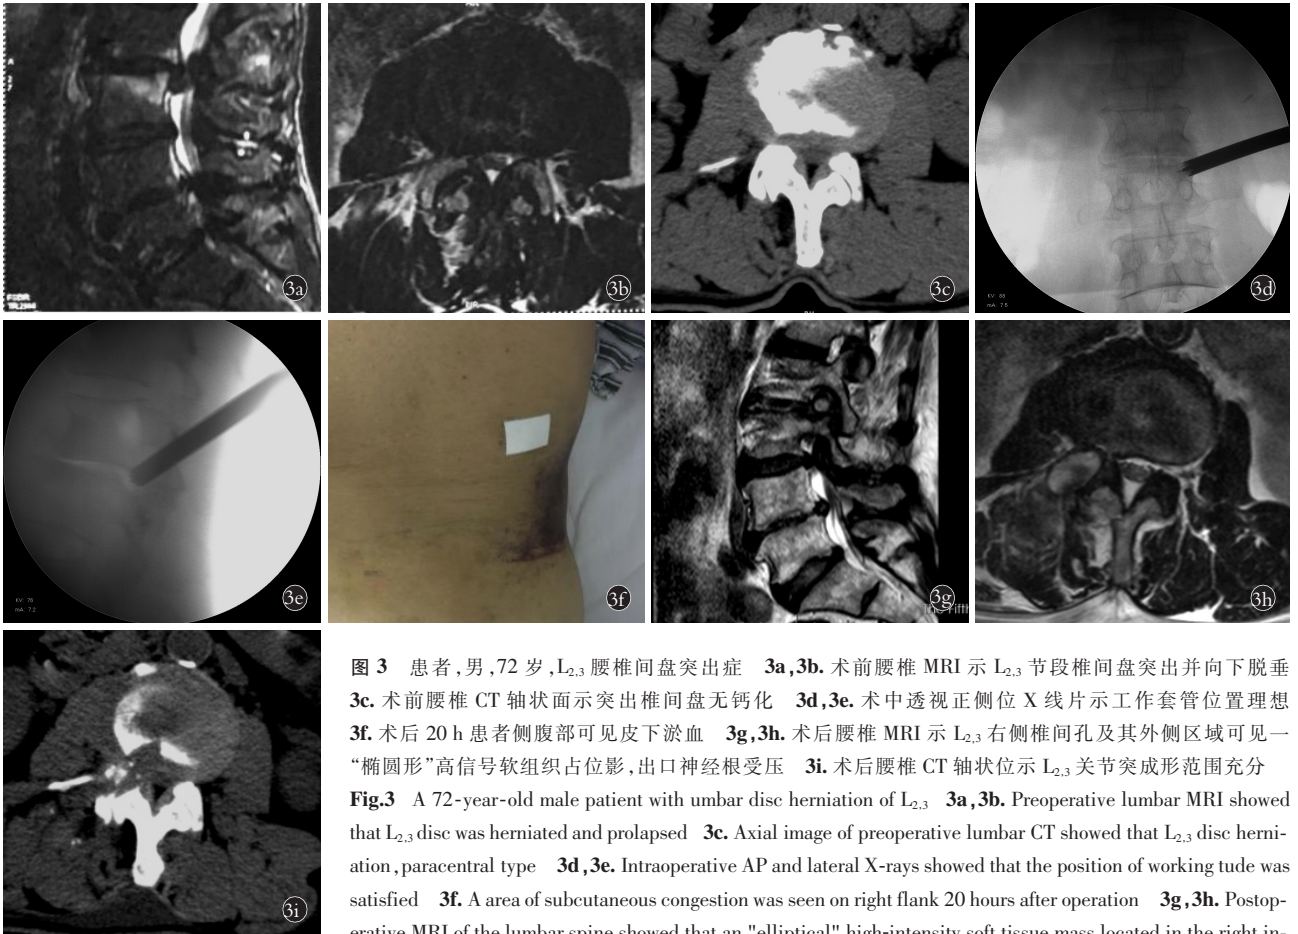 3a
3b
3c
3d
KV: 88
mA: 7.5
3e
KV: 76
mA: 7.2
3f
3g
3h
3i
图 3 患者,男,72 岁,L2,3 腰椎间盘突出症 3a,3b. 术前腰椎 MRI 示 L2,3 节段椎间盘突出并向下脱垂
3c. 术前腰椎 CT 轴状面示突出椎间盘无钙化 3d,3e. 术中透视正侧位 X 线片示工作套管位置理想
3f. 术后 20 h 患者侧腹部可见皮下淤血 3g,3h. 术后腰椎 MRI 示 L2,3 右侧椎间孔及其外侧区域可见一
“椭圆形”高信号软组织占位影,出口神经根受压 3i. 术后腰椎 CT 轴状位示 L2,3 关节突成形范围充分
Fig.3 A 72-year-old male patient with umbar disc herniation of L2,3 3a,3b. Preoperative lumbar MRI showed
that L2,3 disc was herniated and prolapsed 3c. Axial image of preoperative lumbar CT showed that L2,3 disc herni-
ation,paracentral type 3d,3e. Intraoperative AP and lateral X-rays showed that the position of working tude was
satisfied 3f. A area of subcutaneous congestion was seen on right flank 20 hours after operation 3g,3h. Postop-
erative MRI of the lumbar spine showed that an "elliptical" high-intensity soft tissue mass located in the right in-